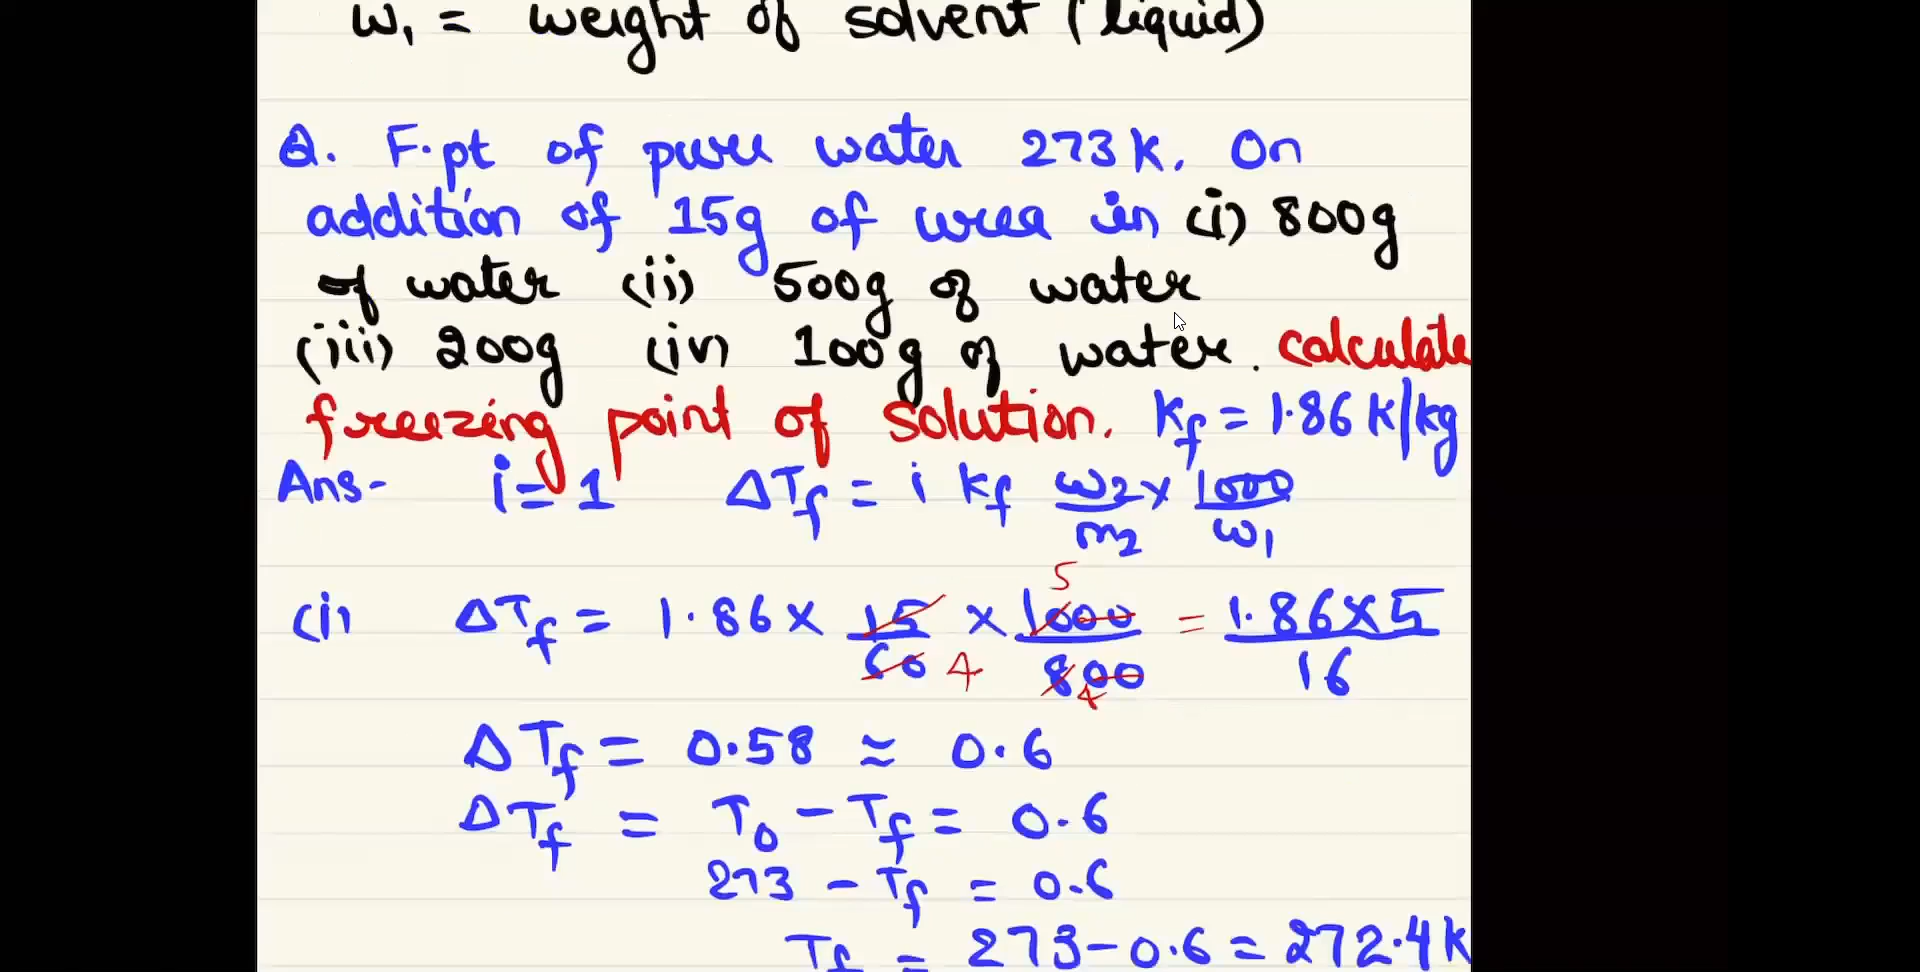 w₁ = weight of solvent (liquid)
Q. F.pt of pure water 273 K. On
addition of 15g of urea in (i) 800g
of water (ii) 500g of water
(iii) 200g (iv) 100g of water. calculate
freezing point of solution. Kf = 1.86 K/kg
Ans- i = 1 ΔTf = i Kf w₂/m₂ × 1000/w₁
(i) ΔTf = 1.86 × 15/60 4 × 5 1000/800 4 = 1.86×5/16
ΔTf = 0.58 ≈ 0.6
ΔTf = T₀ - Tf = 0.6
273 - Tf = 0.6
Tf = 273-0.6 = 272.4 K